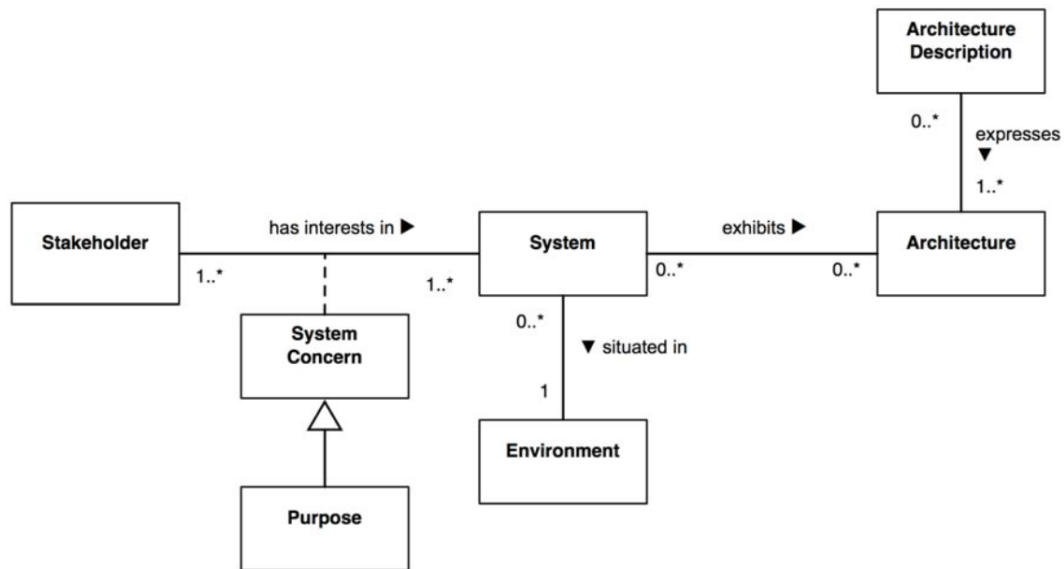 Architecture
Description
0..*
expresses
▼
1..*
Stakeholder
has interests in ►
System
exhibits ►
Architecture
1..*
1..*
0..*
0..*
System
Concern
0..*
▼ situated in
1
Environment
Purpose